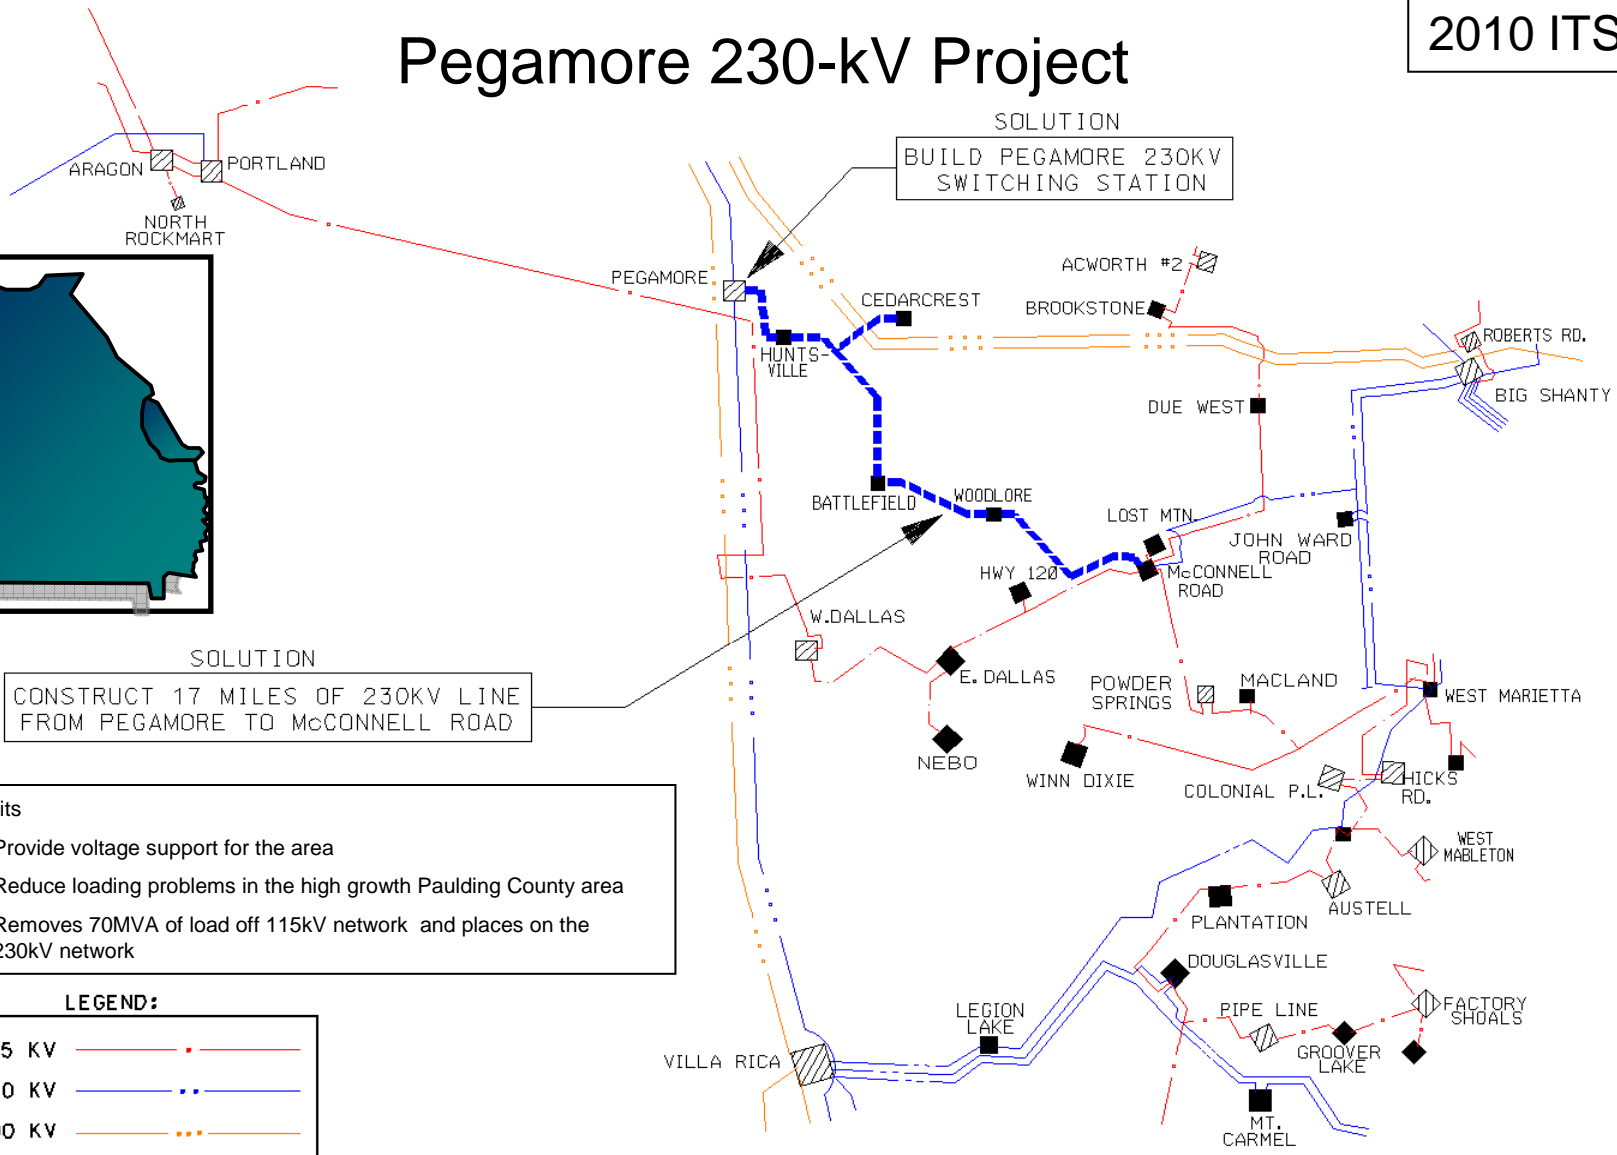 Pegamore 230-kV Project
2010 ITS
SOLUTION
BUILD PEGAMORE 230KV
SWITCHING STATION
ARAGON
PORTLAND
NORTH
ROCKMART
PEGAMORE
CEDARCREST
HUNTS-
VILLE
ACWORTH #2
BROOKSTONE
ROBERTS RD.
BIG SHANTY
DUE WEST
BATTLEFIELD
WOODLORE
LOST MTN.
JOHN WARD
ROAD
HWY 120
McCONNELL
ROAD
W.DALLAS
E.DALLAS
POWDER
SPRINGS
MACLAND
WEST MARIETTA
SOLUTION
CONSTRUCT 17 MILES OF 230KV LINE
FROM PEGAMORE TO McCONNELL ROAD
NEBO
WINN DIXIE
COLONIAL P.L.
HICKS
RD.
its
Provide voltage support for the area
Reduce loading problems in the high growth Paulding County area
Removes 70MVA of load off 115kV network and places on the
230kV network
WEST
MABLETON
AUSTELL
PLANTATION
DOUGLASVILLE
LEGEND:
5 KV
0 KV
0 KV
LEGION
LAKE
PIPE LINE
FACTORY
SHOALS
GROOVER
LAKE
VILLA RICA
MT.
CARMEL